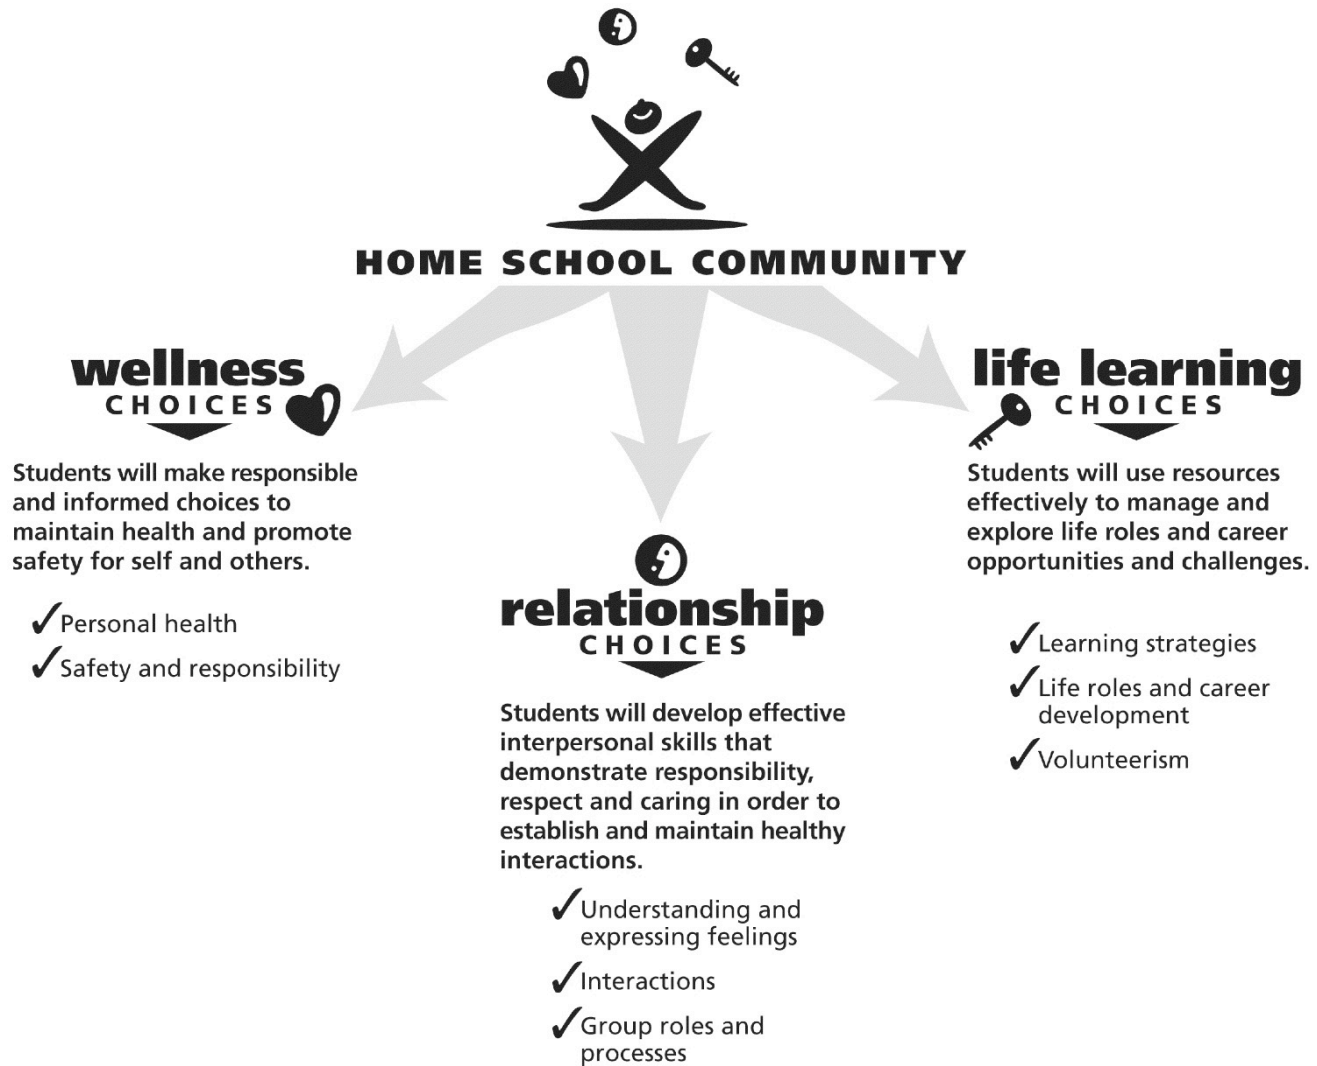 HOME SCHOOL COMMUNITY
wellness
CHOICES
Students will make responsible
and informed choices to
maintain health and promote
safety for self and others.
✓Personal health
✓Safety and responsibility
relationship
CHOICES
Students will develop effective
interpersonal skills that
demonstrate responsibility,
respect and caring in order to
establish and maintain healthy
interactions.
✓Understanding and
expressing feelings
✓Interactions
✓Group roles and
processes
life learning
CHOICES
Students will use resources
effectively to manage and
explore life roles and career
opportunities and challenges.
✓Learning strategies
✓Life roles and career
development
✓Volunteerism